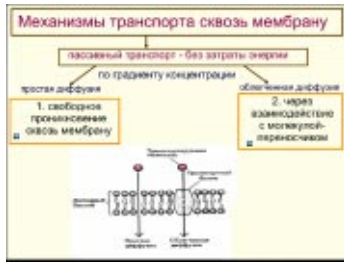 Механизмы транспорта сквозь мембрану
пассивный транспорт - без затраты энергии
по градиенту концентрации
простая диффузия
облегченная диффузия
1. свободное
проникновение
сквозь мембрану
2. через
взаимодействие
с молекулой-
переносчиком